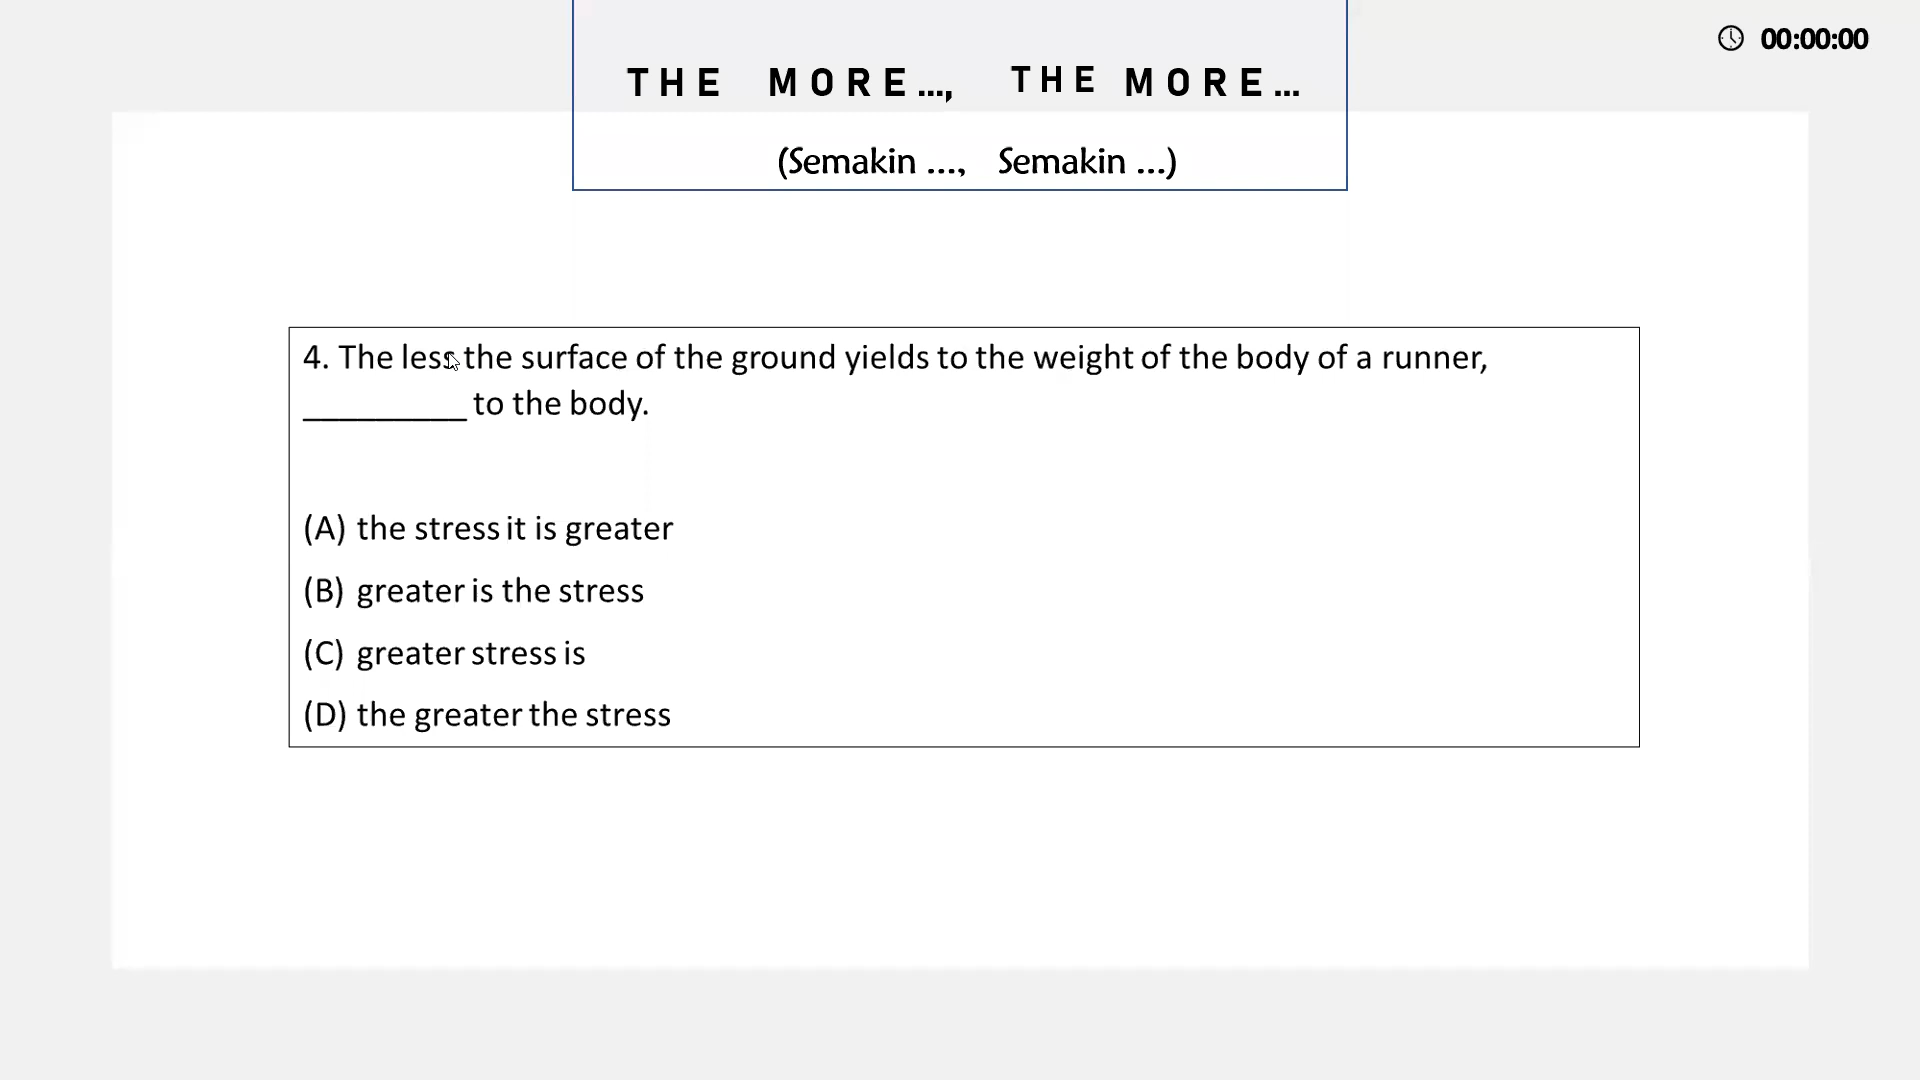 00:00:00
THE MORE..., THE MORE...
(Semakin ..., Semakin ...)
4. The less the surface of the ground yields to the weight of the body of a runner,
_________ to the body.
(A) the stress it is greater
(B) greater is the stress
(C) greater stress is
(D) the greater the stress